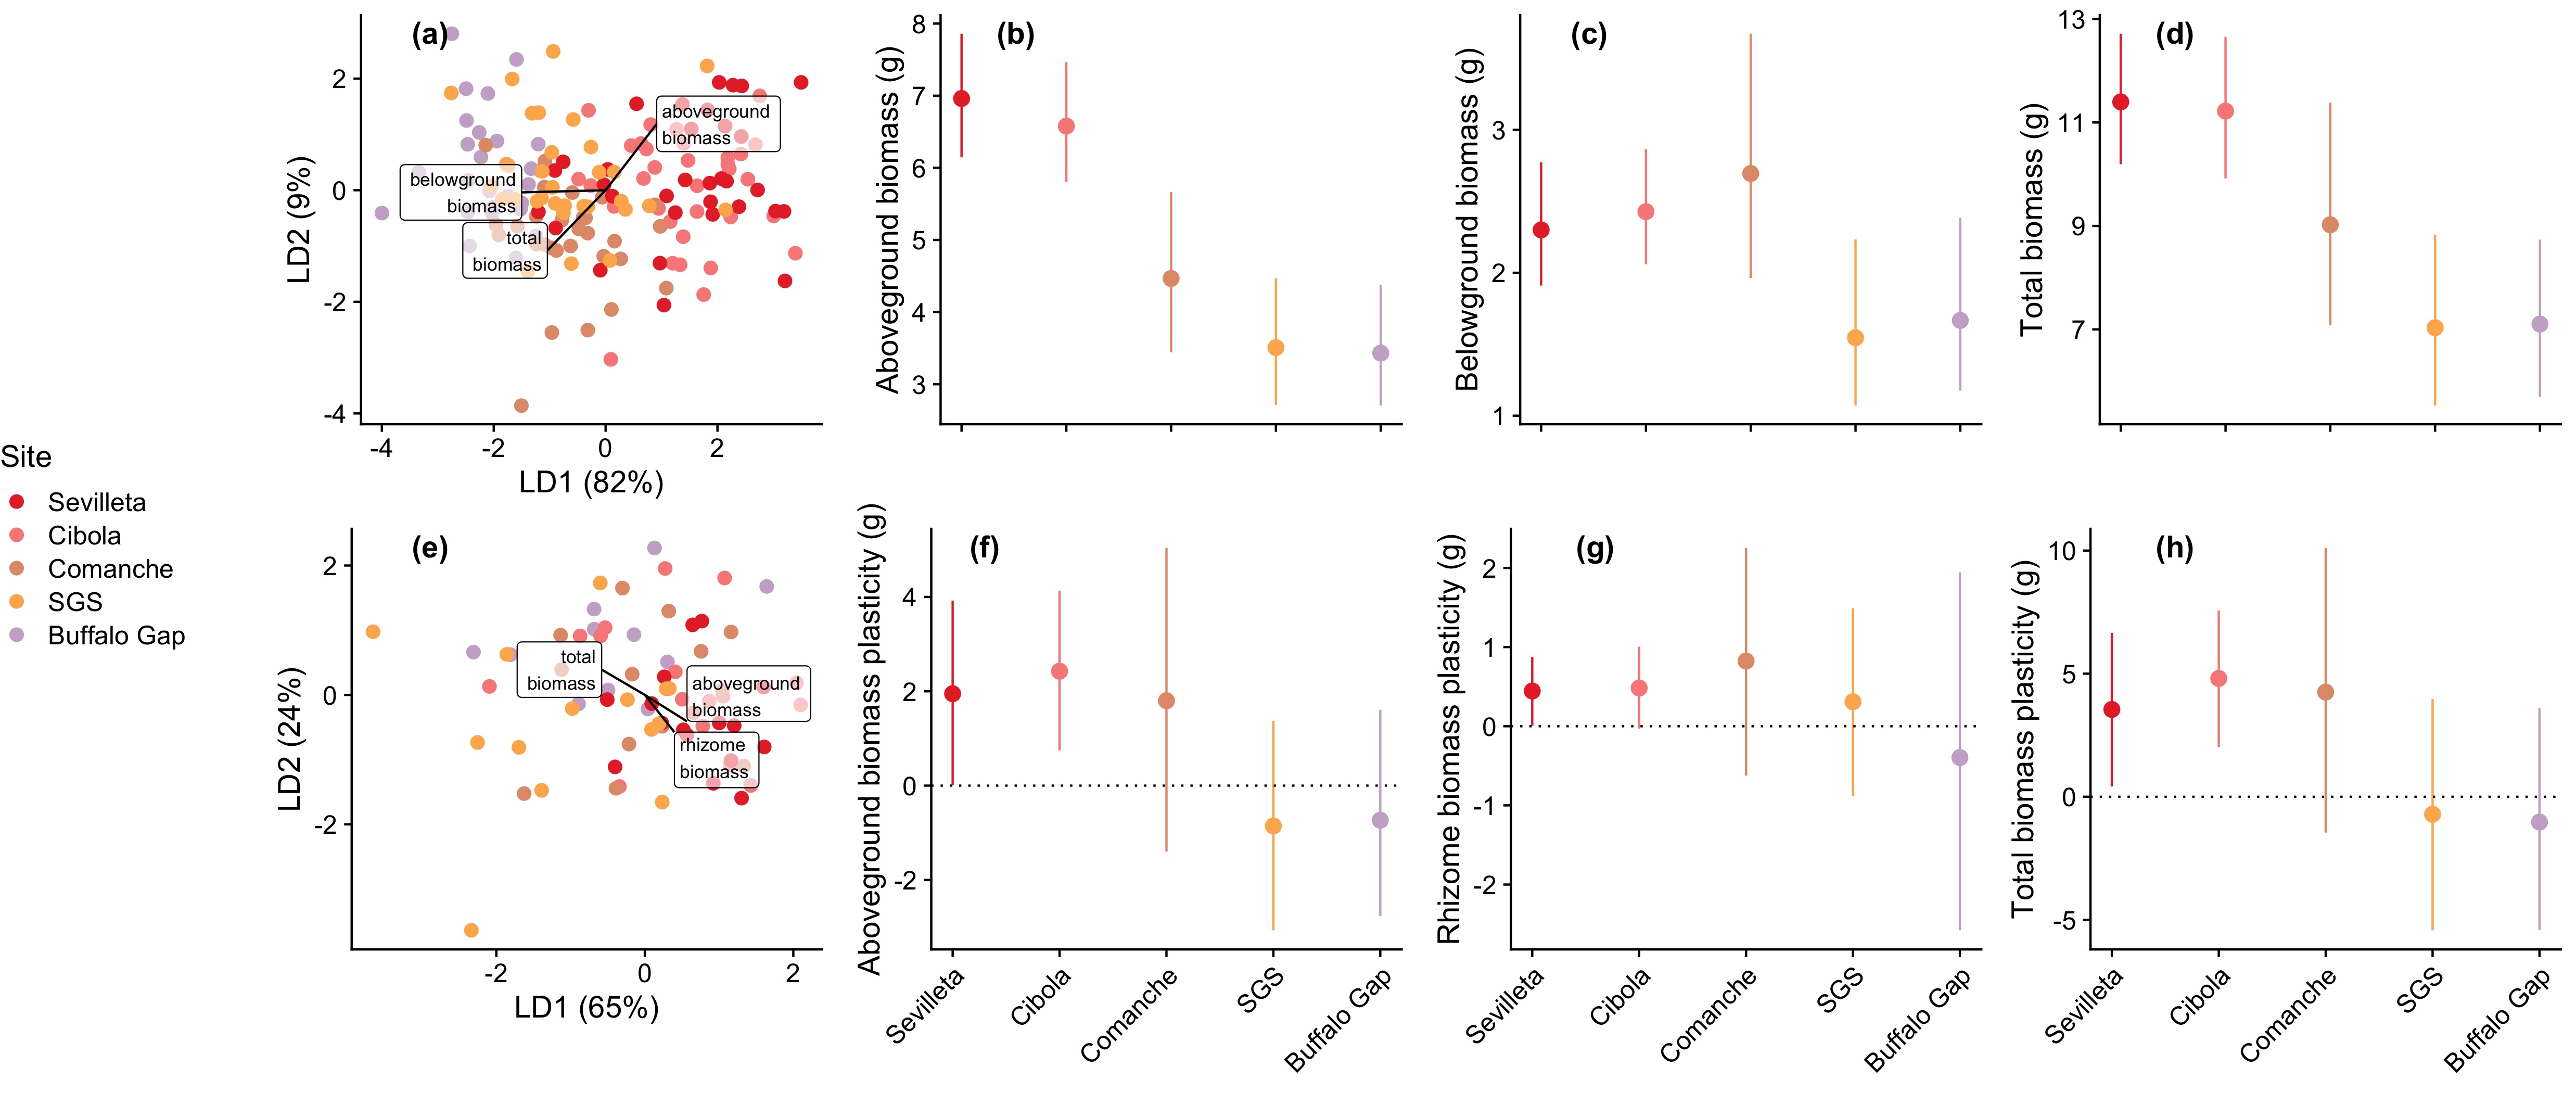 Site
Sevilleta
Cibola
Comanche
SGS
Buffalo Gap
(a)
LD2 (9%)
2
0
-2
-4
-4
-2
0
2
LD1 (82%)
aboveground
biomass
belowground
biomass
total
biomass
(b)
Aboveground biomass (g)
8
7
6
5
4
3
(c)
Belowground biomass (g)
3
2
1
(d)
Total biomass (g)
13
11
9
7
(e)
LD2 (24%)
2
0
-2
-2
0
2
LD1 (65%)
total
biomass
aboveground
biomass
rhizome
biomass
(f)
Aboveground biomass plasticity (g)
4
2
0
-2
Sevilleta
Cibola
Comanche
SGS
Buffalo Gap
(g)
Rhizome biomass plasticity (g)
2
1
0
-1
-2
Sevilleta
Cibola
Comanche
SGS
Buffalo Gap
(h)
Total biomass plasticity (g)
10
5
0
-5
Sevilleta
Cibola
Comanche
SGS
Buffalo Gap